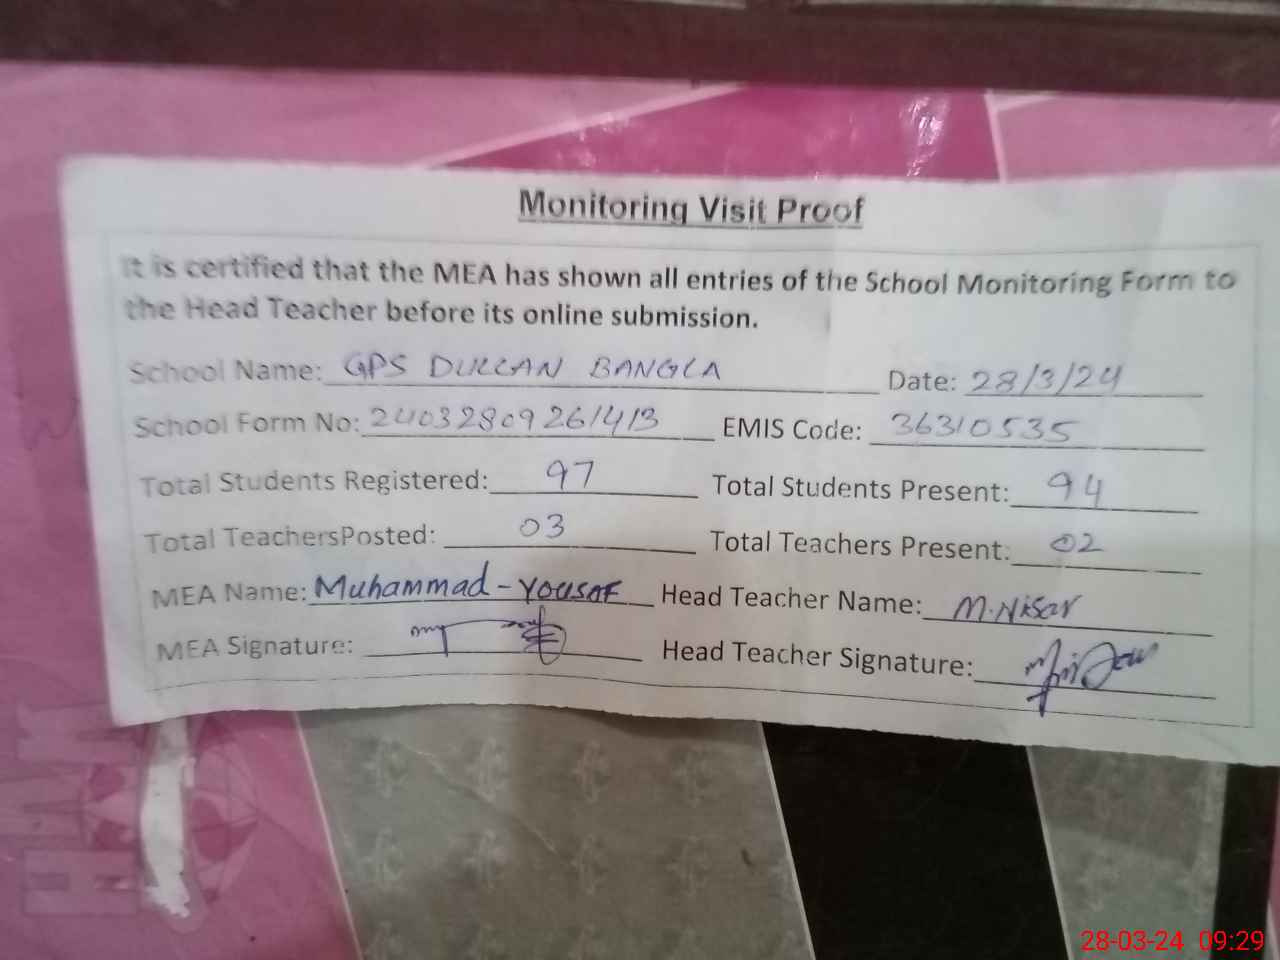 Monitoring Visit Proof
It is certified that the MEA has shown all entries of the School Monitoring Form to
the Head Teacher before its online submission.
School Name: GPS DULLAN BANGLA Date: 28/3/24
School Form No: 24032809261413 EMIS Code: 36310535
Total Students Registered: 97 Total Students Present: 94
Total TeachersPosted: 03 Total Teachers Present: 02
MEA Name: Muhammad-Yousaf Head Teacher Name: M.Nisar
MEA Signature: Head Teacher Signature:
28-03-24 09:29